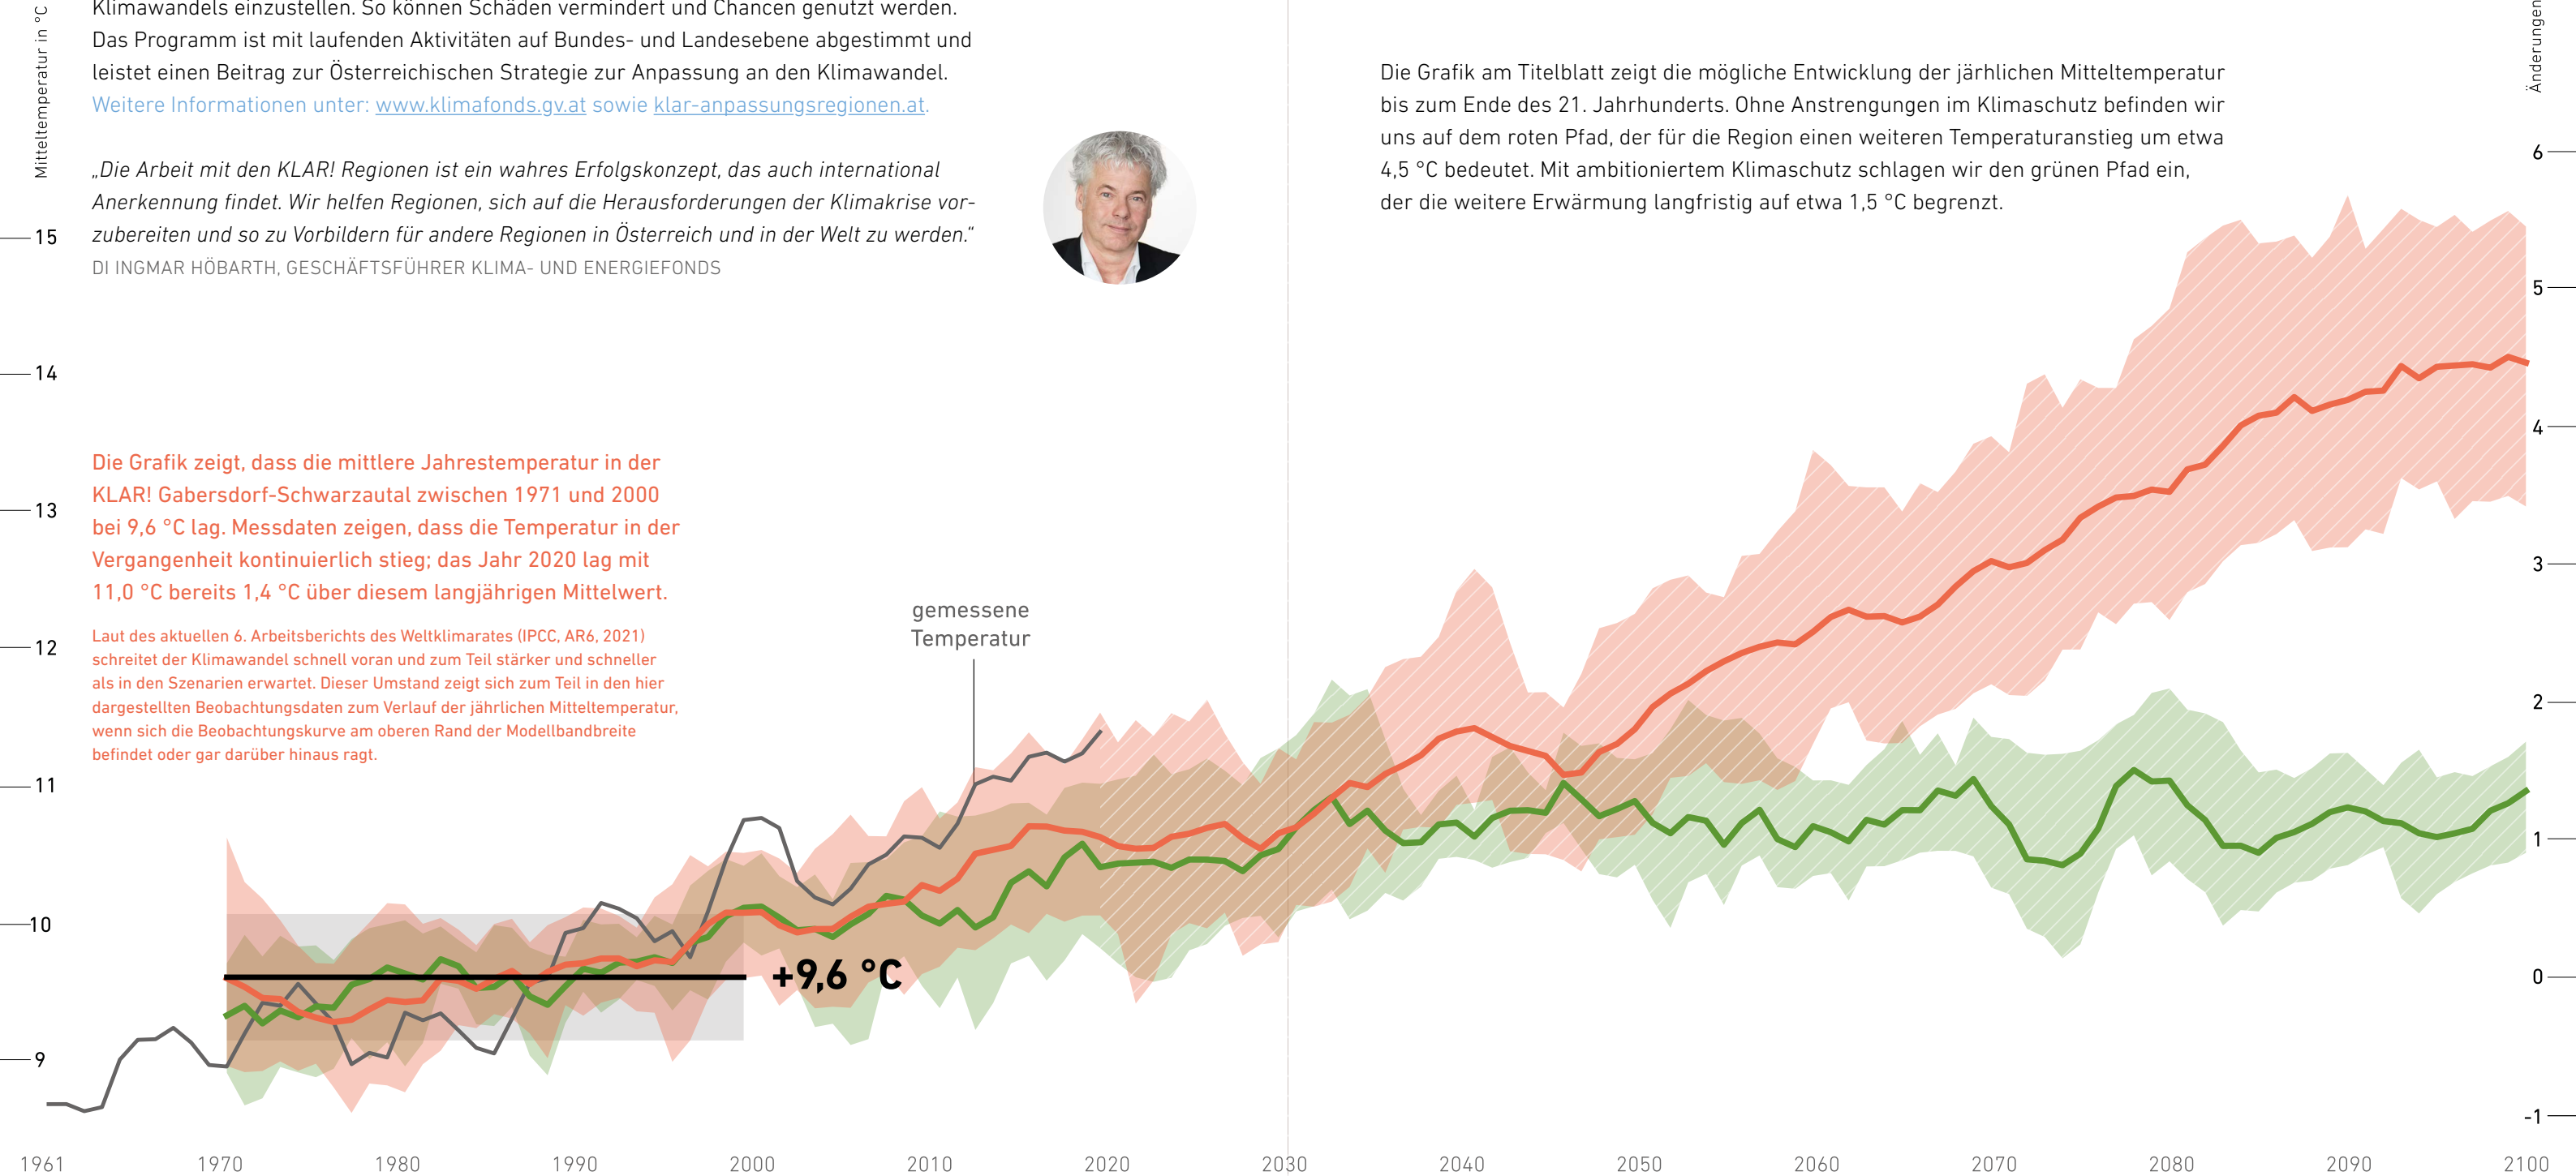 Klimawandels einzustellen. So können Schäden vermindert und Chancen genutzt werden.
Das Programm ist mit laufenden Aktivitäten auf Bundes- und Landesebene abgestimmt und
leistet einen Beitrag zur Österreichischen Strategie zur Anpassung an den Klimawandel.
Weitere Informationen unter: www.klimafonds.gv.at sowie klar-anpassungsregionen.at.
„Die Arbeit mit den KLAR! Regionen ist ein wahres Erfolgskonzept, das auch international
Anerkennung findet. Wir helfen Regionen, sich auf die Herausforderungen der Klimakrise vor-
zubereiten und so zu Vorbildern für andere Regionen in Österreich und in der Welt zu werden.“
DI INGMAR HÖBARTH, GESCHÄFTSFÜHRER KLIMA- UND ENERGIEFONDS
Die Grafik am Titelblatt zeigt die mögliche Entwicklung der järhlichen Mitteltemperatur
bis zum Ende des 21. Jahrhunderts. Ohne Anstrengungen im Klimaschutz befinden wir
uns auf dem roten Pfad, der für die Region einen weiteren Temperaturanstieg um etwa
4,5 °C bedeutet. Mit ambitioniertem Klimaschutz schlagen wir den grünen Pfad ein,
der die weitere Erwärmung langfristig auf etwa 1,5 °C begrenzt.
Die Grafik zeigt, dass die mittlere Jahrestemperatur in der
KLAR! Gabersdorf-Schwarzautal zwischen 1971 und 2000
bei 9,6 °C lag. Messdaten zeigen, dass die Temperatur in der
Vergangenheit kontinuierlich stieg; das Jahr 2020 lag mit
11,0 °C bereits 1,4 °C über diesem langjährigen Mittelwert.
Laut des aktuellen 6. Arbeitsberichts des Weltklimarates (IPCC, AR6, 2021)
schreitet der Klimawandel schnell voran und zum Teil stärker und schneller
als in den Szenarien erwartet. Dieser Umstand zeigt sich zum Teil in den hier
dargestellten Beobachtungsdaten zum Verlauf der jährlichen Mitteltemperatur,
wenn sich die Beobachtungskurve am oberen Rand der Modellbandbreite
befindet oder gar darüber hinaus ragt.
gemessene
Temperatur
+9,6 °C
Mitteltemperatur in °C
15
14
13
12
11
10
9
Änderungen
6
5
4
3
2
1
0
-1
1961 1970 1980 1990 2000 2010 2020 2030 2040 2050 2060 2070 2080 2090 2100